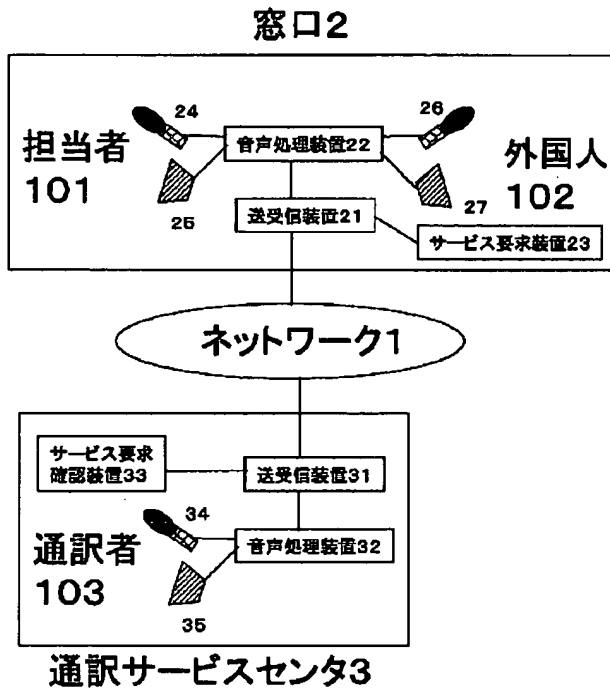 窓口2
24
26
担当者
101
音声処理装置22
外国人
102
25
送受信装置21
27
サービス要求装置23
ネットワーク1
サービス要求
確認装置33
送受信装置31
34
通訳者
103
音声処理装置32
35
通訳サービスセンタ3